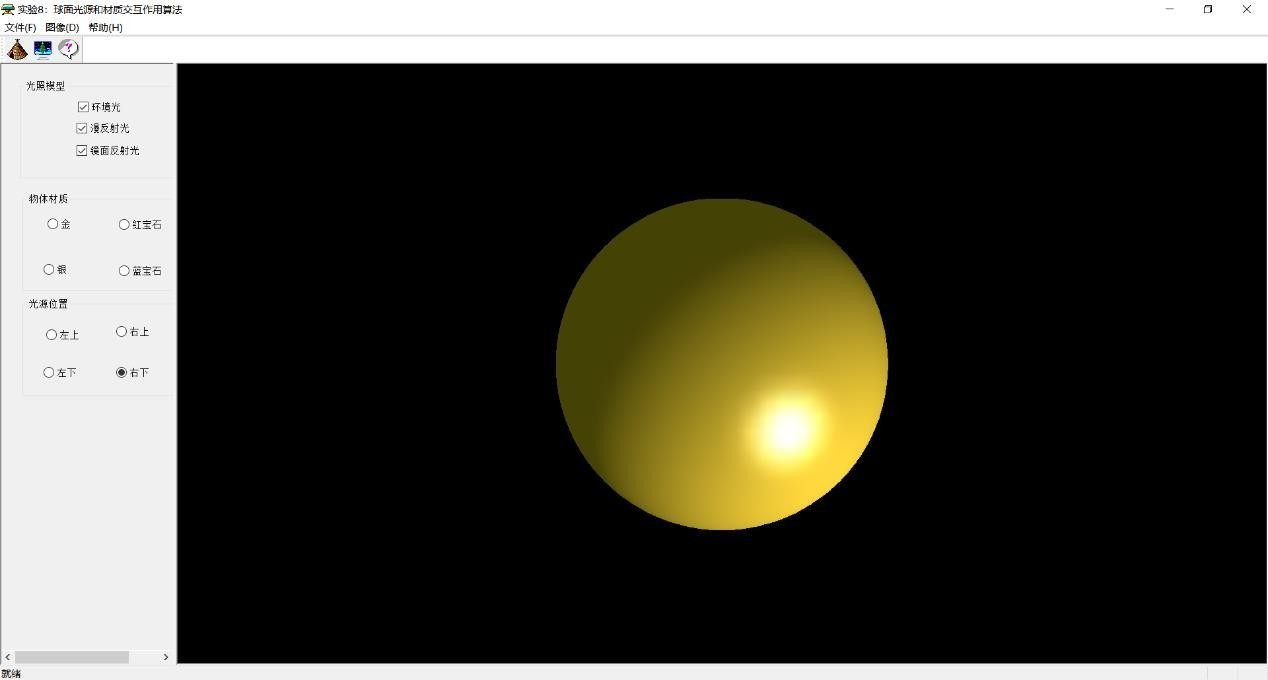 实验8：球面光源和材质交互作用算法
文件(F) 图像(D) 帮助(H)
光照模型
环境光
漫反射光
镜面反射光
物体材质
金 红宝石
银 蓝宝石
光源位置
左上 右上
左下 右下
就绪